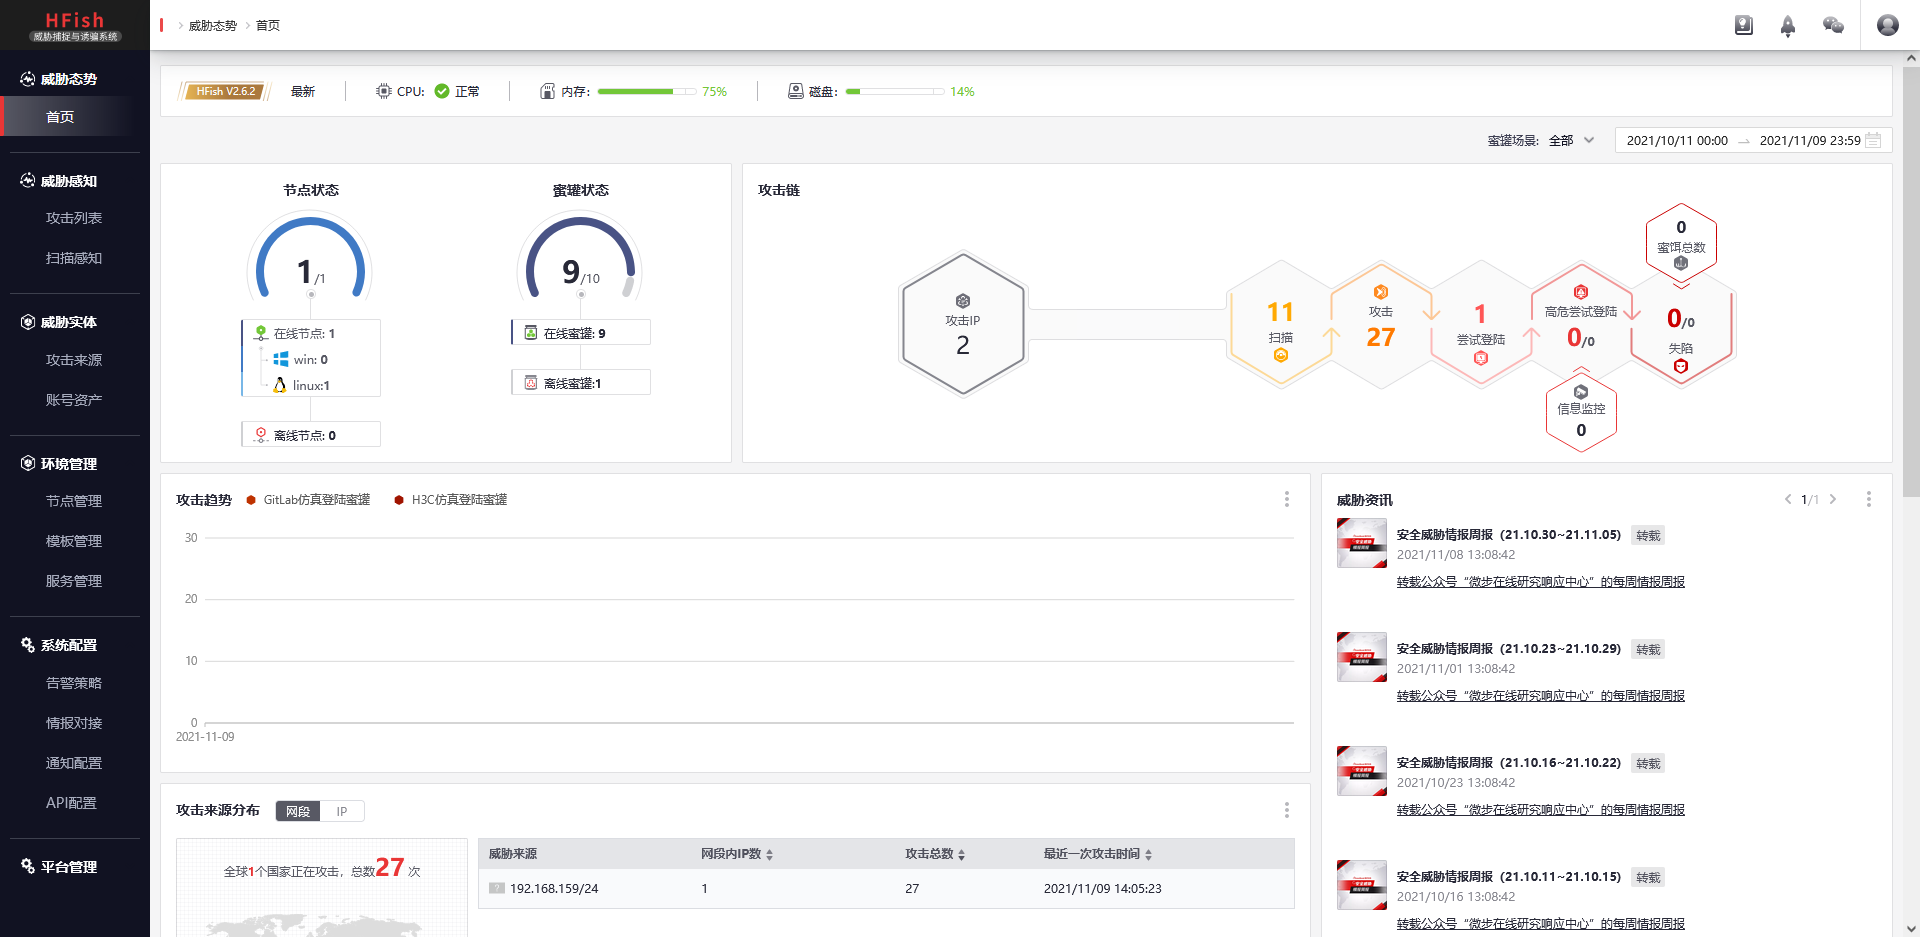 HFish
威胁捕捉与诱骗系统
威胁态势
首页
威胁感知
攻击列表
扫描感知
威胁实体
攻击来源
账号资产
环境管理
节点管理
模板管理
服务管理
系统配置
告警策略
情报对接
通知配置
API配置
平台管理
威胁态势 首页
HFish V2.6.2 最新 CPU: 正常 内存: 75% 磁盘: 14%
蜜罐场景: 全部 2021/10/11 00:00 → 2021/11/09 23:59
节点状态
1/1
在线节点: 1
win: 0
linux:1
离线节点: 0
蜜罐状态
9/10
在线蜜罐: 9
离线蜜罐:1
攻击链
攻击IP
2
11
扫描
攻击
27
1
尝试登陆
高危尝试登陆
0/0
0
蜜饵总数
0/0
失陷
信息监控
0
攻击趋势 GitLab仿真登陆蜜罐 H3C仿真登陆蜜罐
30
20
10
0
2021-11-09
威胁资讯 1/1
安全威胁情报周报（21.10.30~21.11.05） 转载
2021/11/08 13:08:42
转载公众号“微步在线研究响应中心”的每周情报周报
安全威胁情报周报（21.10.23~21.10.29） 转载
2021/11/01 13:08:42
转载公众号“微步在线研究响应中心”的每周情报周报
安全威胁情报周报（21.10.16~21.10.22） 转载
2021/10/23 13:08:42
转载公众号“微步在线研究响应中心”的每周情报周报
安全威胁情报周报（21.10.11~21.10.15） 转载
2021/10/16 13:08:42
转载公众号“微步在线研究响应中心”的每周情报周报
攻击来源分布 网段 IP
全球1个国家正在攻击，总数27 次
威胁来源 网段内IP数 攻击总数 最近一次攻击时间
? 192.168.159/24 1 27 2021/11/09 14:05:23